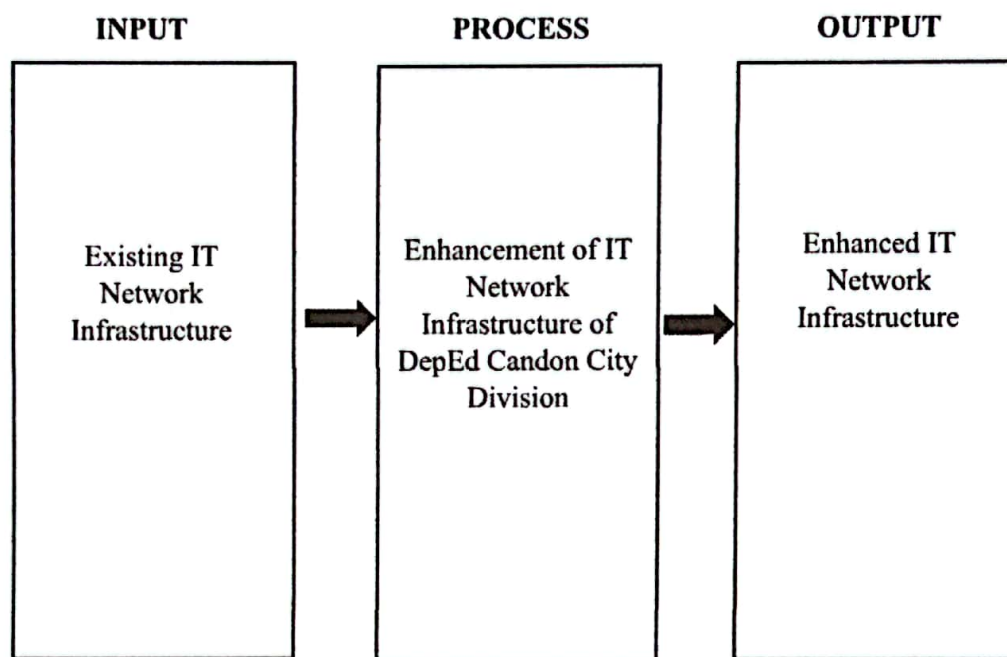 INPUT
PROCESS
OUTPUT
Existing IT
Network
Infrastructure
Enhancement of IT
Network
Infrastructure of
DepEd Candon City
Division
Enhanced IT
Network
Infrastructure